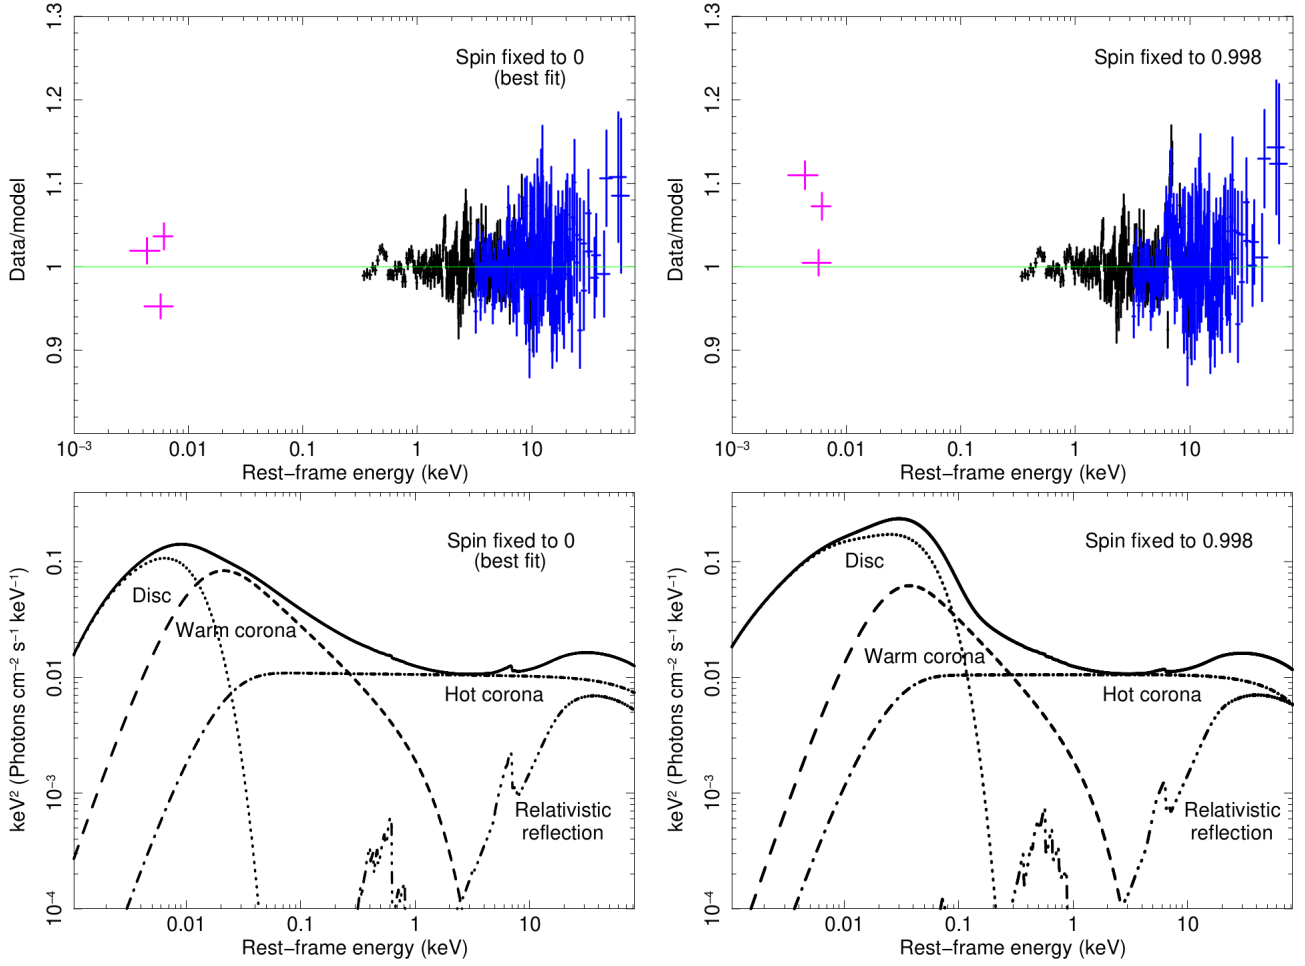 1.3
1.2
1.1
1
0.9
Data/model
Spin fixed to 0
(best fit)
10⁻³ 0.01 0.1 1 10
Rest−frame energy (keV)
1.3
1.2
1.1
1
0.9
Data/model
Spin fixed to 0.998
10⁻³ 0.01 0.1 1 10
Rest−frame energy (keV)
0.1
0.01
10⁻³
10⁻⁴
keV² (Photons cm⁻² s⁻¹ keV⁻¹)
Spin fixed to 0
(best fit)
Disc
Warm corona
Hot corona
Relativistic
reflection
0.01 0.1 1 10
Rest−frame energy (keV)
0.1
0.01
10⁻³
10⁻⁴
keV² (Photons cm⁻² s⁻¹ keV⁻¹)
Spin fixed to 0.998
Disc
Warm corona
Hot corona
Relativistic
reflection
0.01 0.1 1 10
Rest−frame energy (keV)